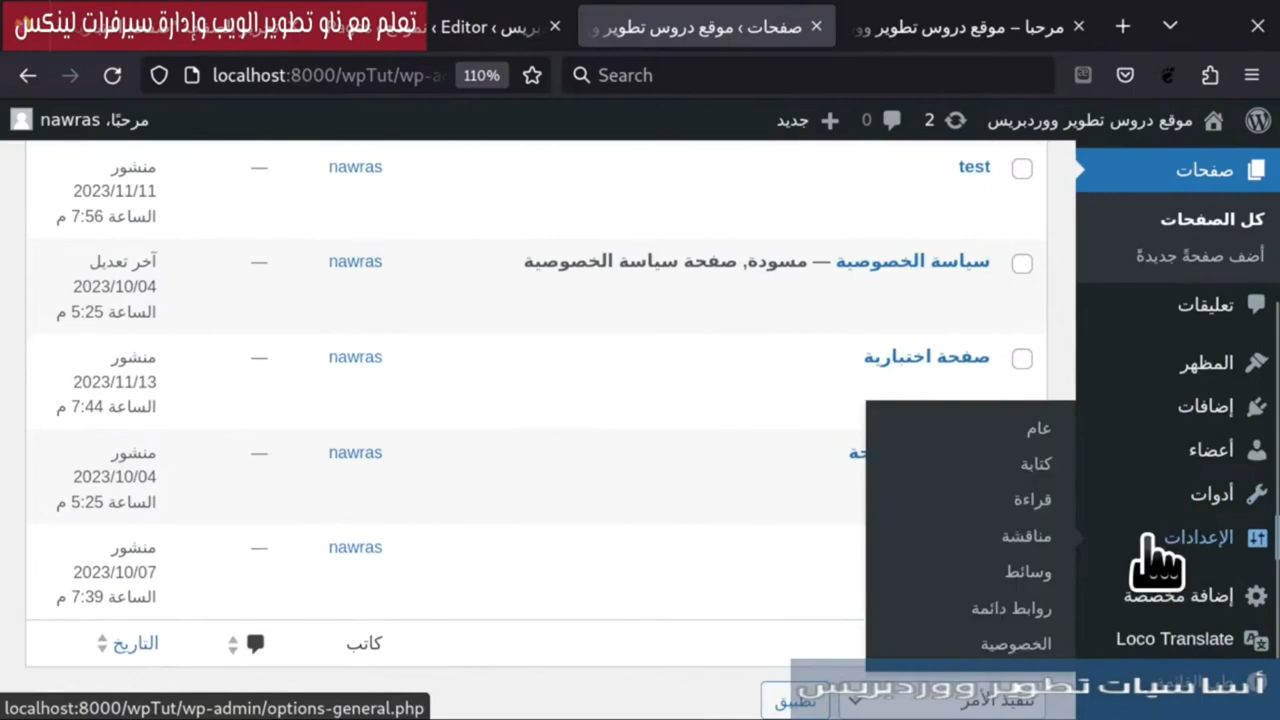 تعلم مع ناو تطوير الويب وإدارة سيرفرات لينكس
بريس › Editor ›
صفحات › موقع دروس تطوير و
مرحبا – موقع دروس تطوير وو
localhost:8000/wpTut/wp-a
110%
Search
موقع دروس تطوير ووردبريس
2
0
جديد
مرحبًا، nawras
صفحات
كل الصفحات
أضف صفحةً جديدةً
تعليقات
المظهر
إضافات
أعضاء
أدوات
الإعدادات
إضافة مخصصة
Loco Translate
عام
كتابة
قراءة
مناقشة
وسائط
روابط دائمة
الخصوصية
test
nawras
—
منشور
2023/11/11
الساعة 7:56 م
سياسة الخصوصية — مسودة, صفحة سياسة الخصوصية
nawras
—
آخر تعديل
2023/10/04
الساعة 5:25 م
صفحة اختبارية
nawras
—
منشور
2023/11/13
الساعة 7:44 م
nawras
—
منشور
2023/10/04
الساعة 5:25 م
nawras
—
منشور
2023/10/07
الساعة 7:39 م
كاتب
التاريخ
تنفيذ الأمر
تطبيق
أساسيات تطوير ووردبريس
localhost:8000/wpTut/wp-admin/options-general.php